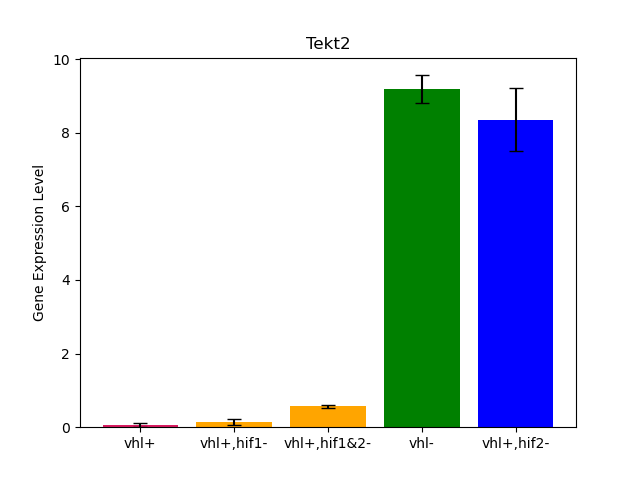 Tekt2
Gene Expression Level
10
8
6
4
2
0
vhl+
vhl+,hif1-
vhl+,hif1&2-
vhl-
vhl+,hif2-